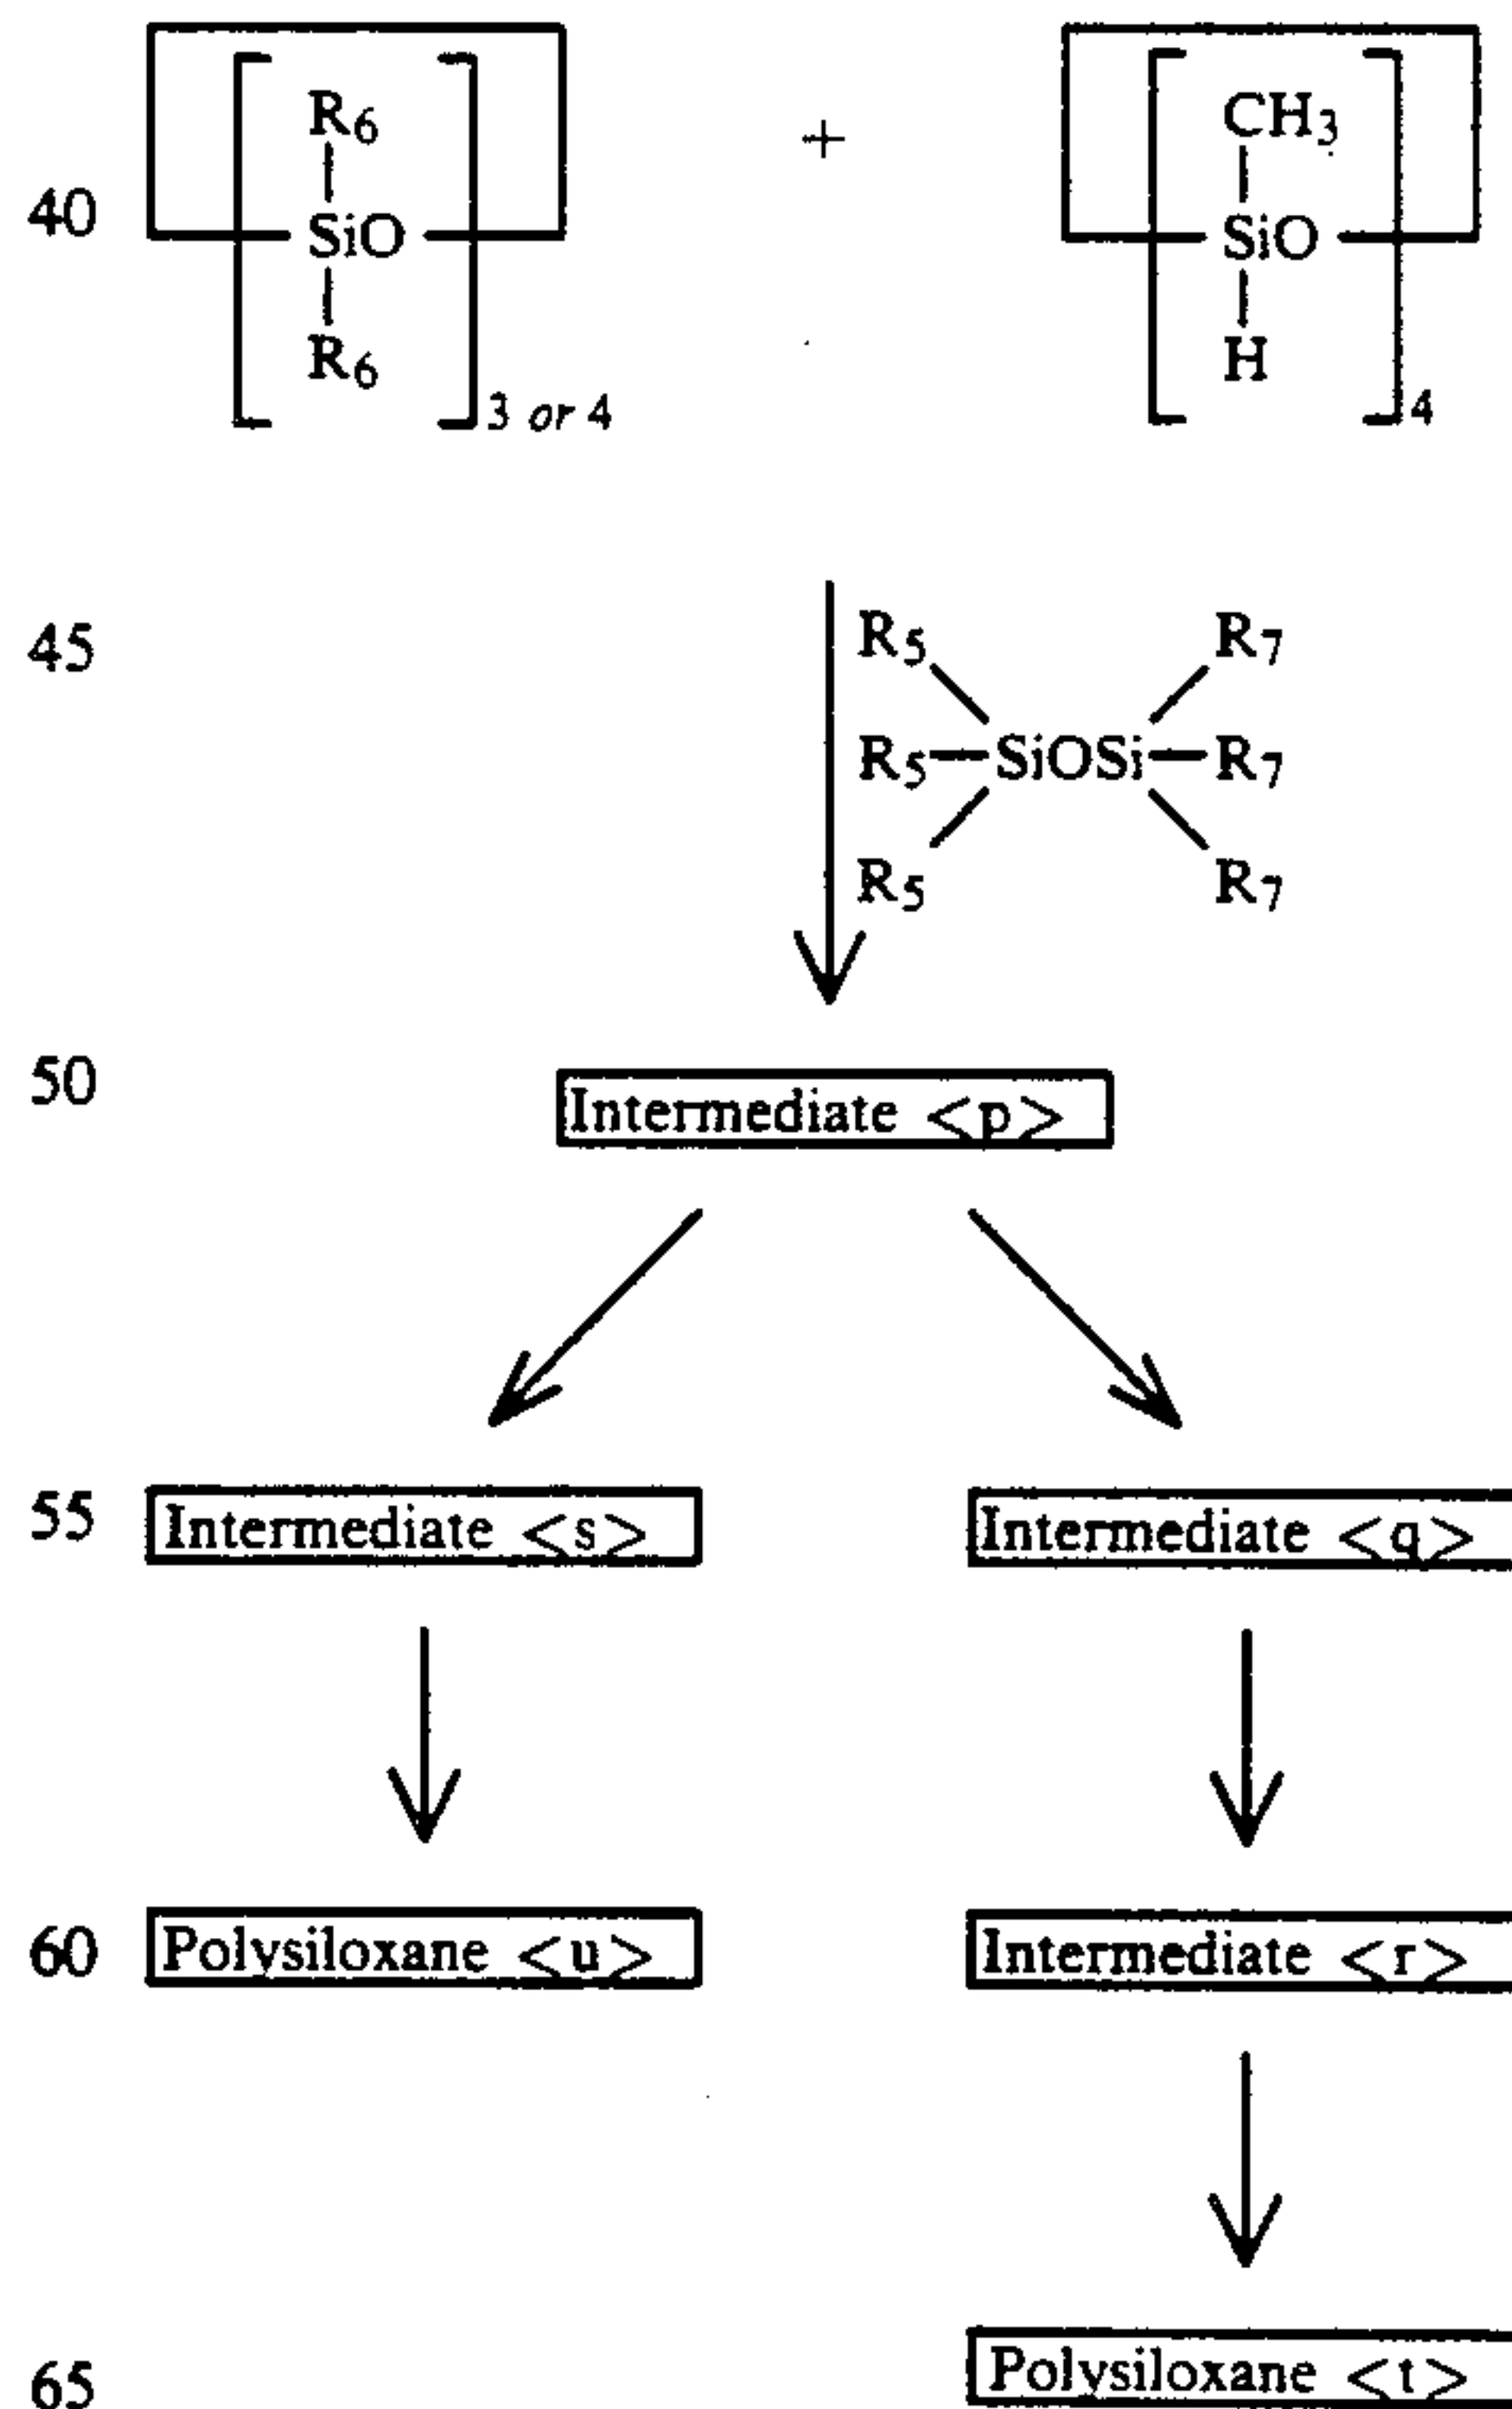 R6 CH3
+
40 SiO SiO
R6 H
3 or 4 4
45 R5 R7
R5 SiOSi R7
R5 R7
50 Intermediate <p>
55 Intermediate <s> Intermediate <q>
60 Polysiloxane <u> Intermediate <r>
65 Polysiloxane <t>